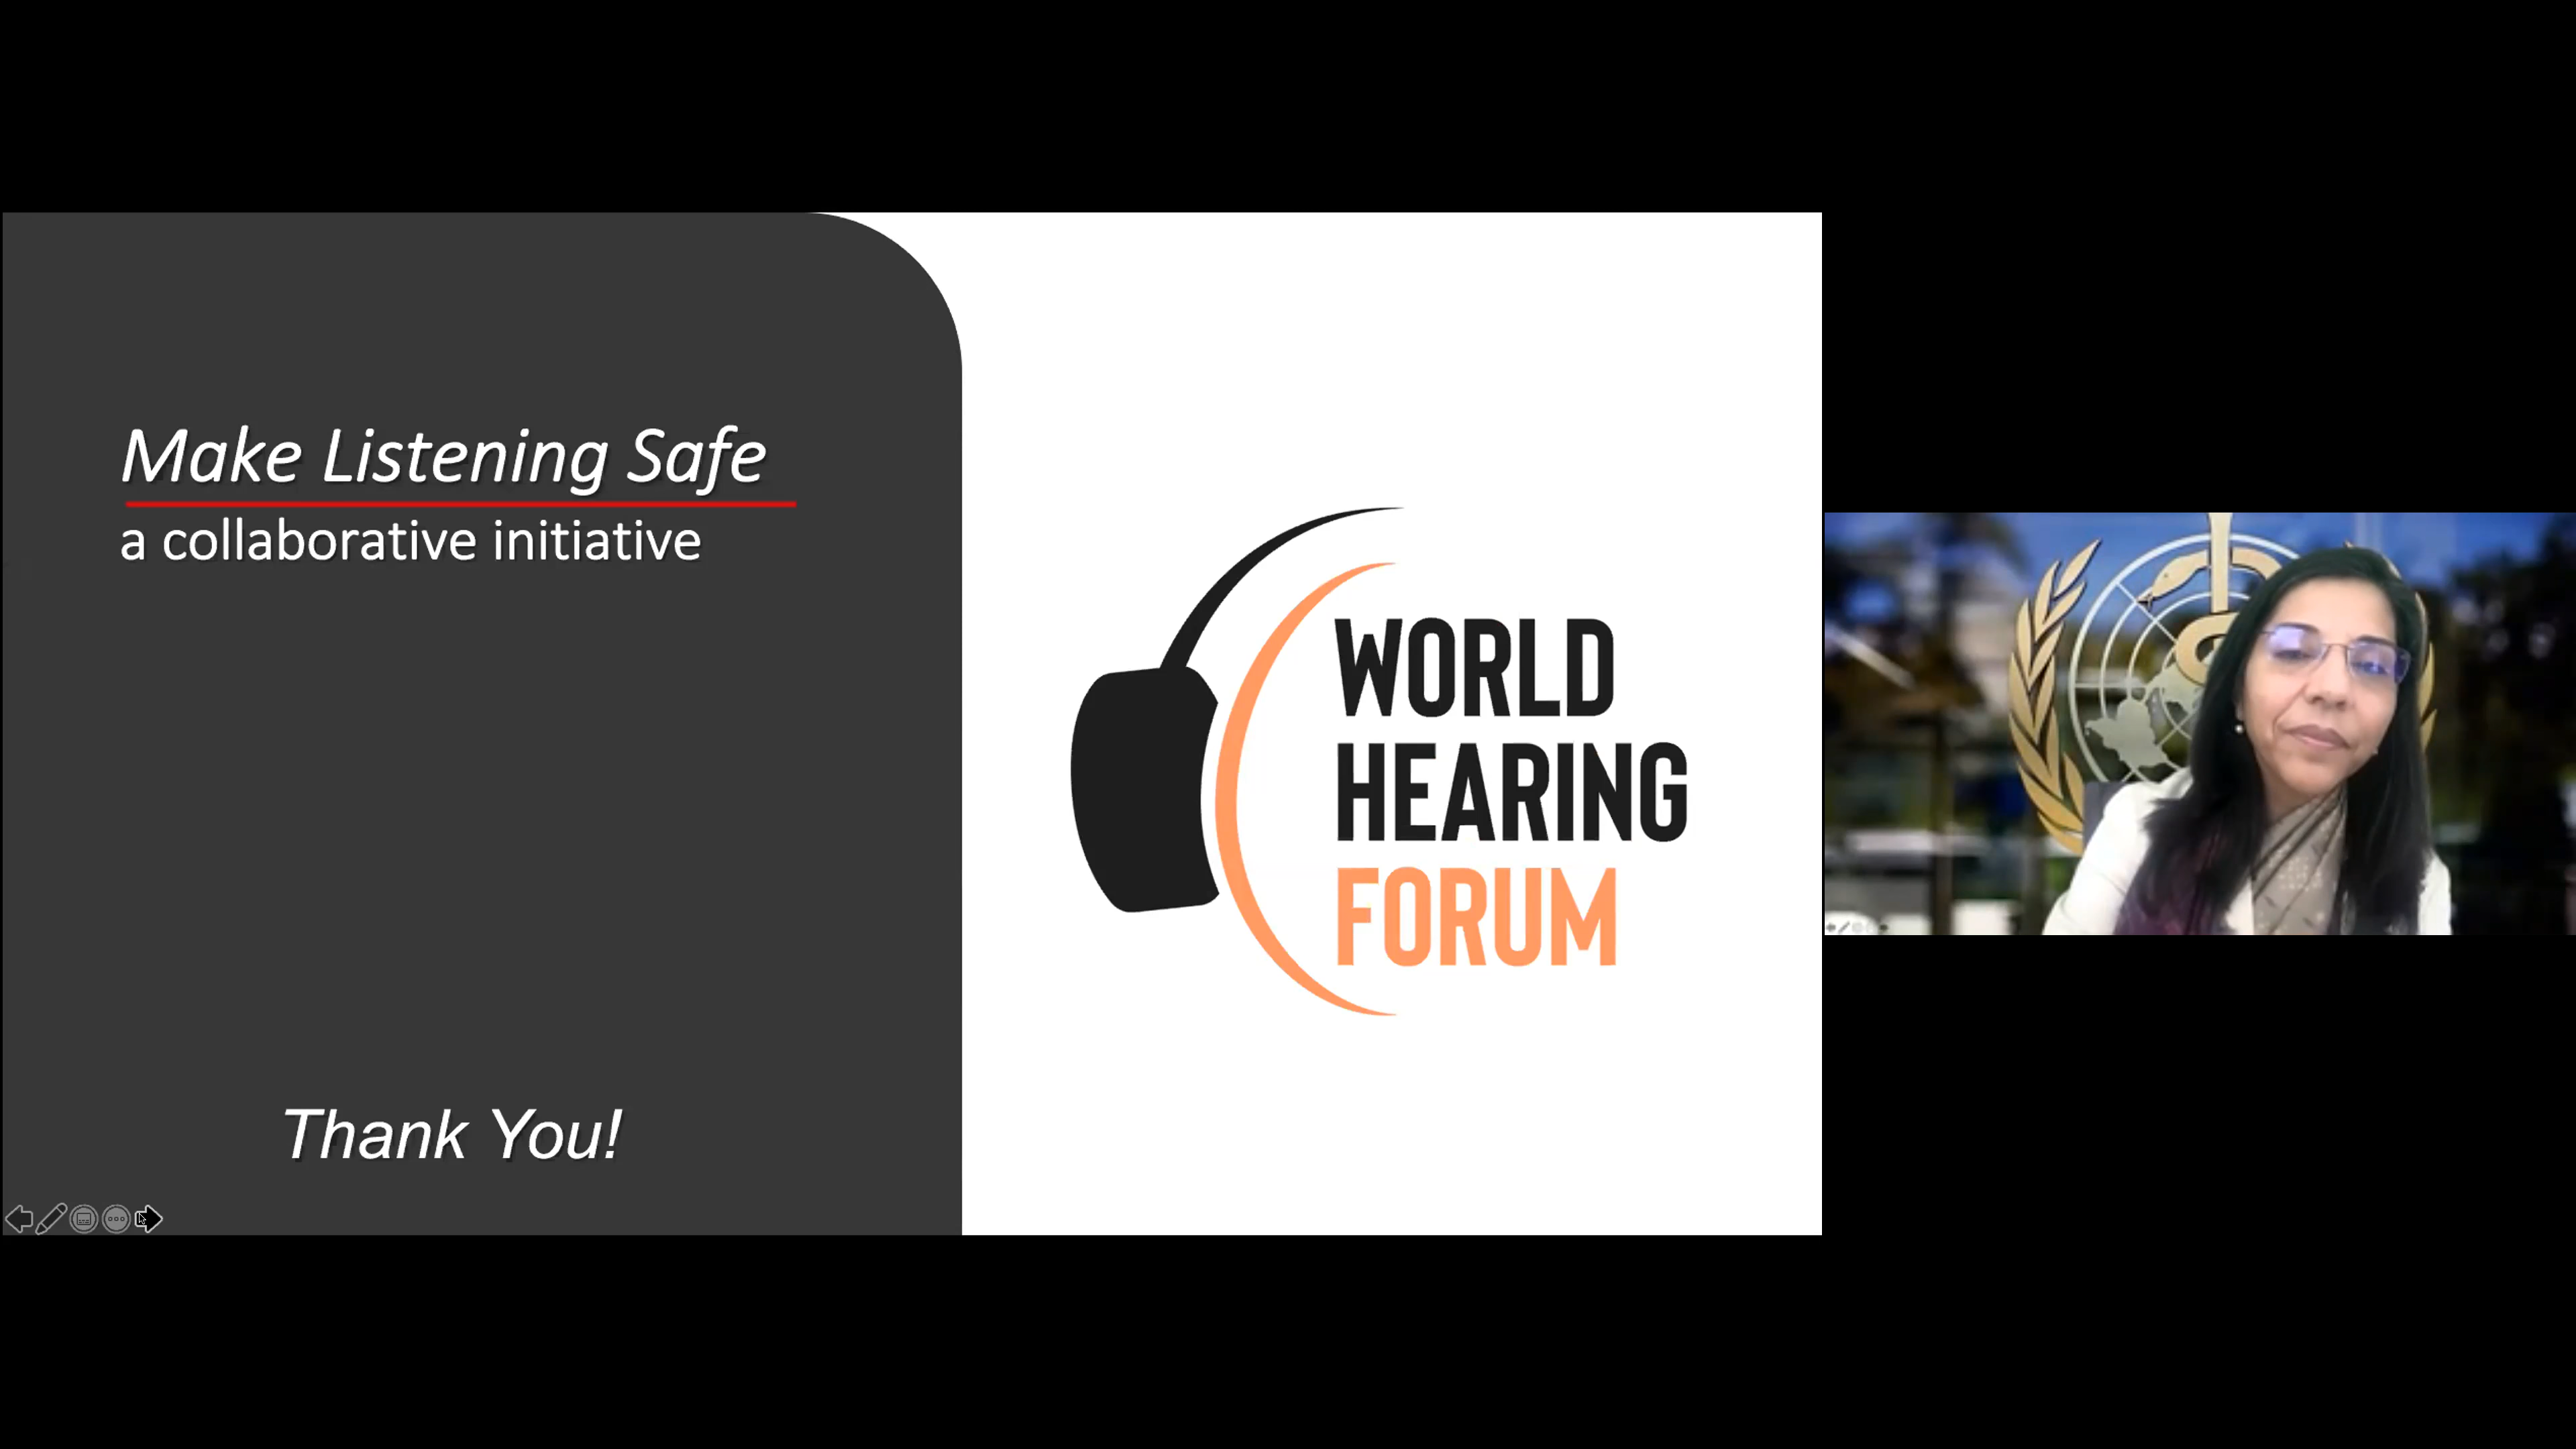 Make Listening Safe
a collaborative initiative
Thank You!
WORLD
HEARING
FORUM